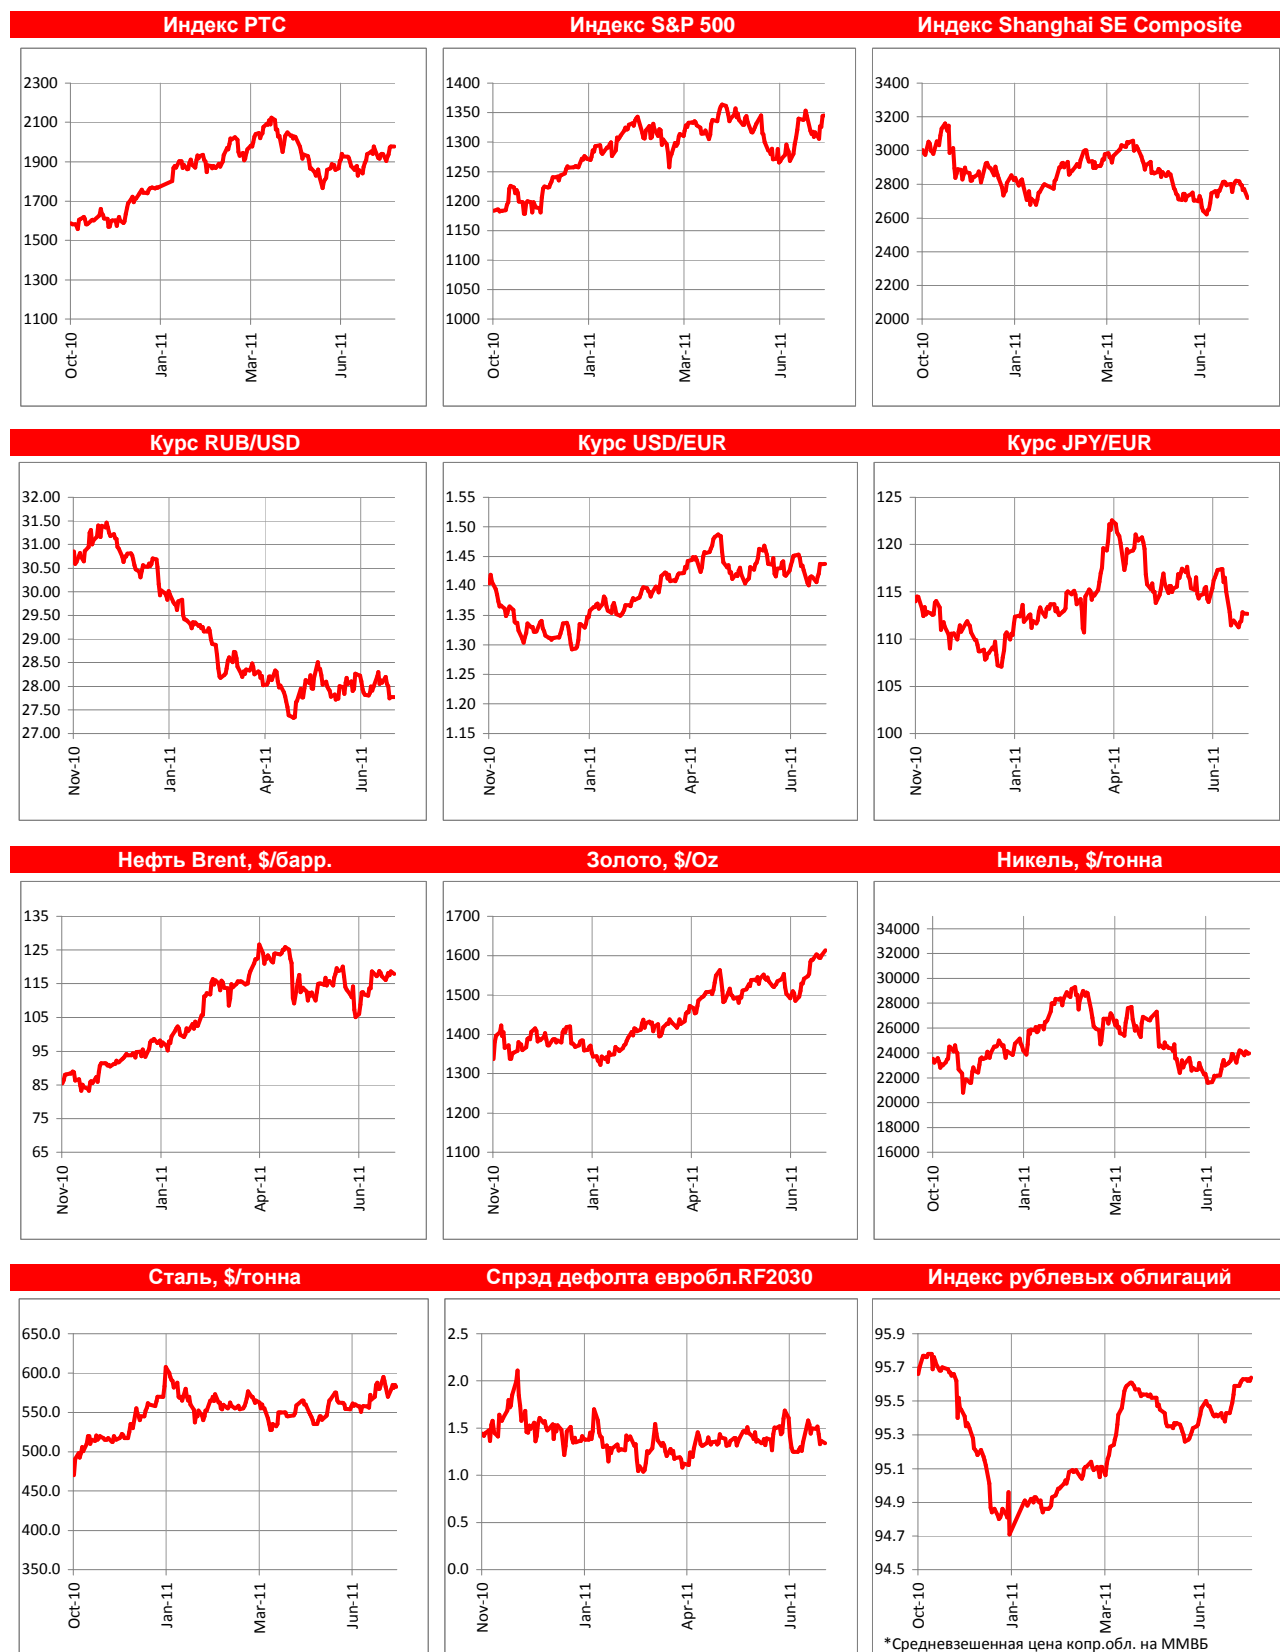 Индекс РТС
Индекс S&P 500
Индекс Shanghai SE Composite
2300
2100
1900
1700
1500
1300
1100
Oct-10
Jan-11
Mar-11
Jun-11
1400
1350
1300
1250
1200
1150
1100
1050
1000
Oct-10
Jan-11
Mar-11
Jun-11
3400
3200
3000
2800
2600
2400
2200
2000
Oct-10
Jan-11
Mar-11
Jun-11
Курс RUB/USD
Курс USD/EUR
Курс JPY/EUR
32.00
31.50
31.00
30.50
30.00
29.50
29.00
28.50
28.00
27.50
27.00
Nov-10
Jan-11
Apr-11
Jun-11
1.55
1.50
1.45
1.40
1.35
1.30
1.25
1.20
1.15
Nov-10
Jan-11
Apr-11
Jun-11
125
120
115
110
105
100
Nov-10
Jan-11
Apr-11
Jun-11
Нефть Brent, $/барр.
Золото, $/Oz
Никель, $/тонна
135
125
115
105
95
85
75
65
Nov-10
Jan-11
Apr-11
Jun-11
1700
1600
1500
1400
1300
1200
1100
Nov-10
Jan-11
Apr-11
Jun-11
34000
32000
30000
28000
26000
24000
22000
20000
18000
16000
Oct-10
Jan-11
Mar-11
Jun-11
Сталь, $/тонна
Спрэд дефолта евробл.RF2030
Индекс рублевых облигаций
650.0
600.0
550.0
500.0
450.0
400.0
350.0
Oct-10
Jan-11
Mar-11
Jun-11
2.5
2.0
1.5
1.0
0.5
0.0
Nov-10
Jan-11
Apr-11
Jun-11
95.9
95.7
95.5
95.3
95.1
94.9
94.7
94.5
Oct-10
Jan-11
Mar-11
Jun-11
*Средневзешенная цена копр.обл. на ММВБ